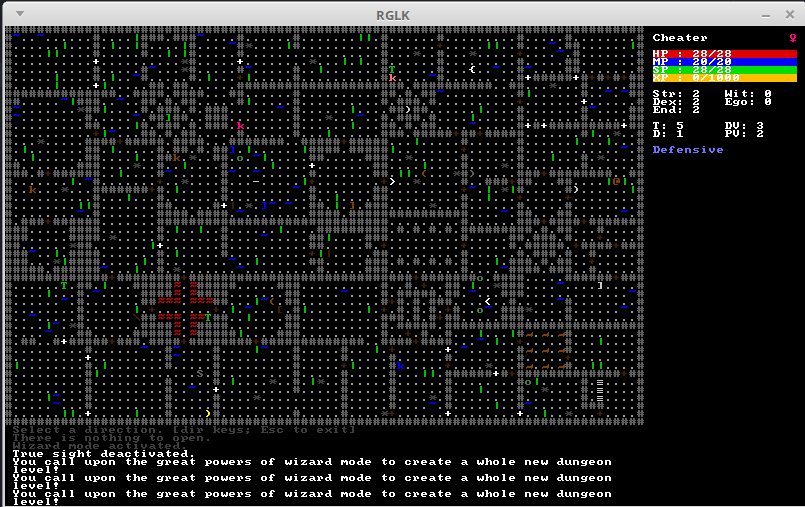 RGLK
Cheater ♀
HP : 28/28
MP : 20/20
SP : 28/28
XP : 0/1000
Str: 2 Wit: 0
Dex: 2 Ego: 0
End: 2
T: 5 DV: 3
D: 1 PV: 2
Defensive
Select a direction. [dir keys; Esc to exit]
There is nothing to open.
Wizard mode activated.
True sight deactivated.
You call upon the great powers of wizard mode to create a whole new dungeon
level!
You call upon the great powers of wizard mode to create a whole new dungeon
level!
You call upon the great powers of wizard mode to create a whole new dungeon
level!